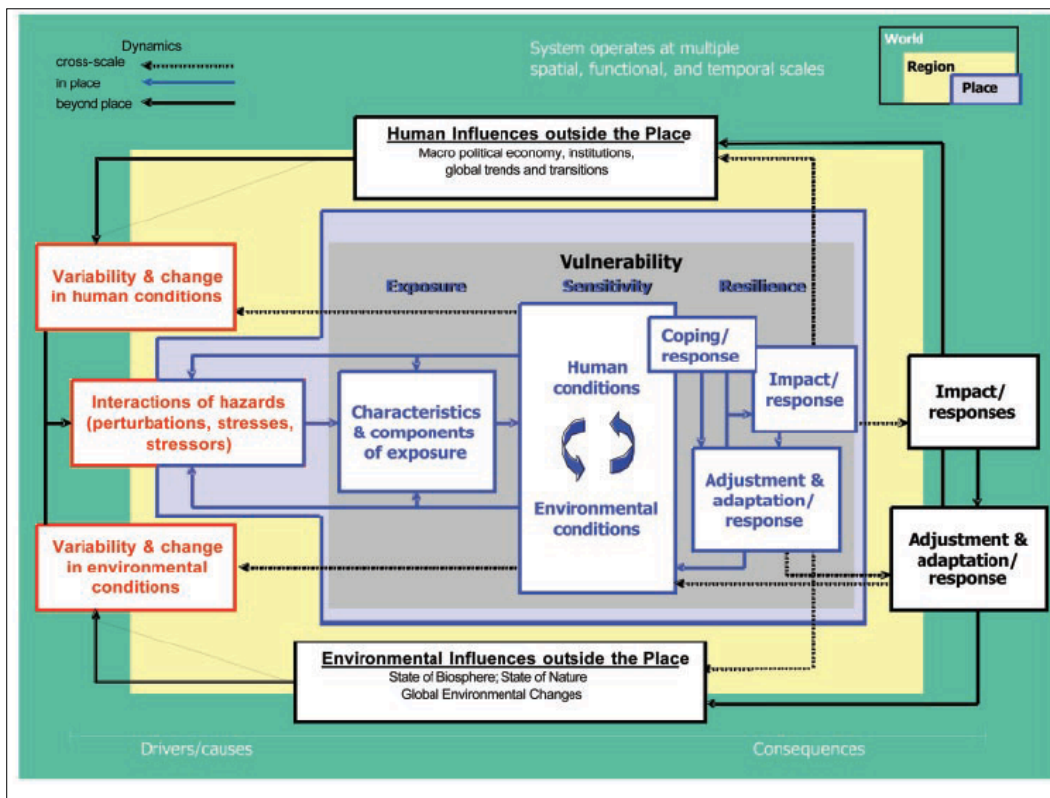 Dynamics
cross-scale
in place
beyond place
System operates at multiple
spatial, functional, and temporal scales
World
Region
Place
Human Influences outside the Place
Macro political economy, institutions,
global trends and transitions
Variability & change
in human conditions
Vulnerability
Exposure
Sensitivity
Resilience
Coping/
response
Human
conditions
Impact/
response
Impact/
responses
Interactions of hazards
(perturbations, stresses,
stressors)
Characteristics
& components
of exposure
Environmental
conditions
Adjustment &
adaptation/
response
Variability & change
in environmental
conditions
Adjustment &
adaptation/
response
Environmental Influences outside the Place
State of Biosphere; State of Nature
Global Environmental Changes
Drivers/causes
Consequences